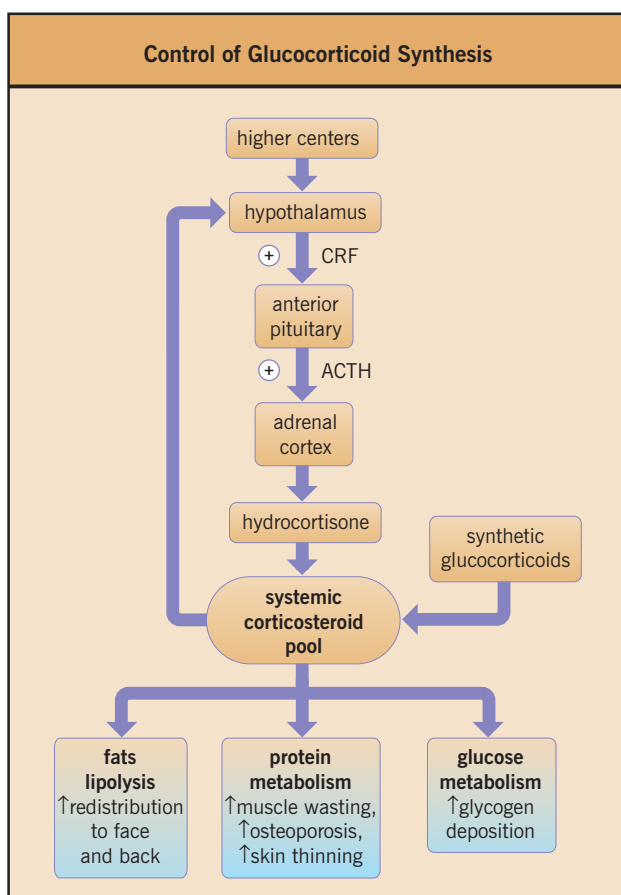 Control of Glucocorticoid Synthesis
higher centers
hypothalamus
+ CRF
anterior
pituitary
+ ACTH
adrenal
cortex
hydrocortisone
synthetic
glucocorticoids
systemic
corticosteroid
pool
fats
lipolysis
↑redistribution
to face
and back
protein
metabolism
↑muscle wasting,
↑osteoporosis,
↑skin thinning
glucose
metabolism
↑glycogen
deposition